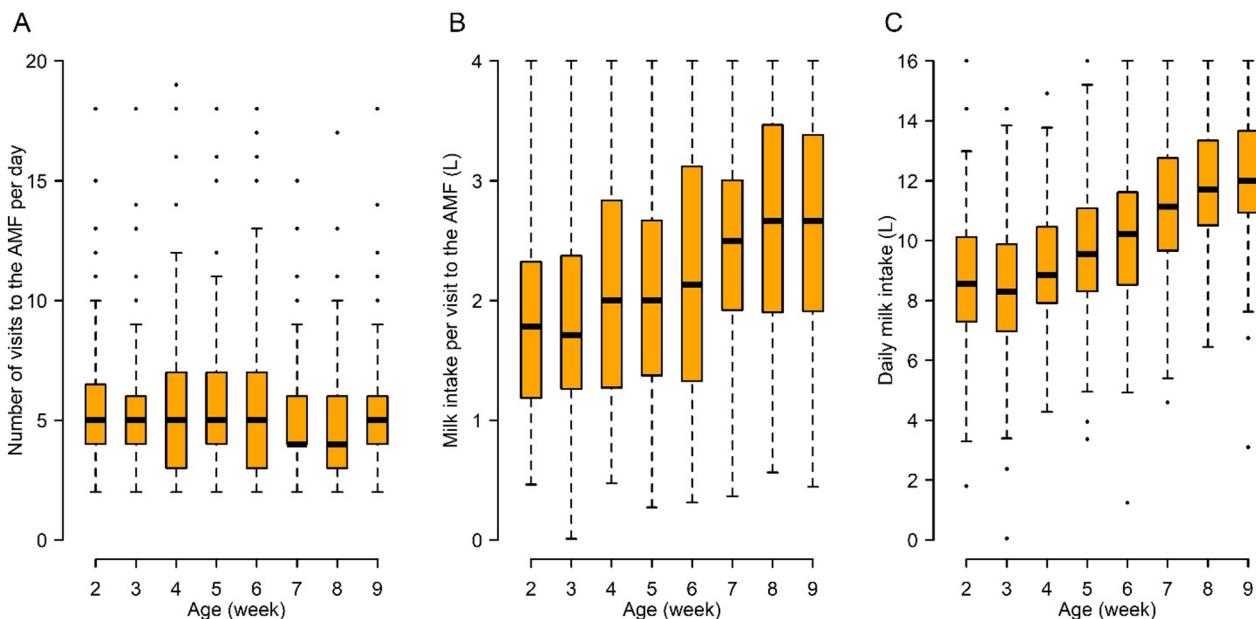 A
Number of visits to the AMF per day
20
15
10
5
0
2 3 4 5 6 7 8 9
Age (week)
B
Milk intake per visit to the AMF (L)
4
3
2
1
0
2 3 4 5 6 7 8 9
Age (week)
C
Daily milk intake (L)
16
14
12
10
8
6
4
2
0
2 3 4 5 6 7 8 9
Age (week)